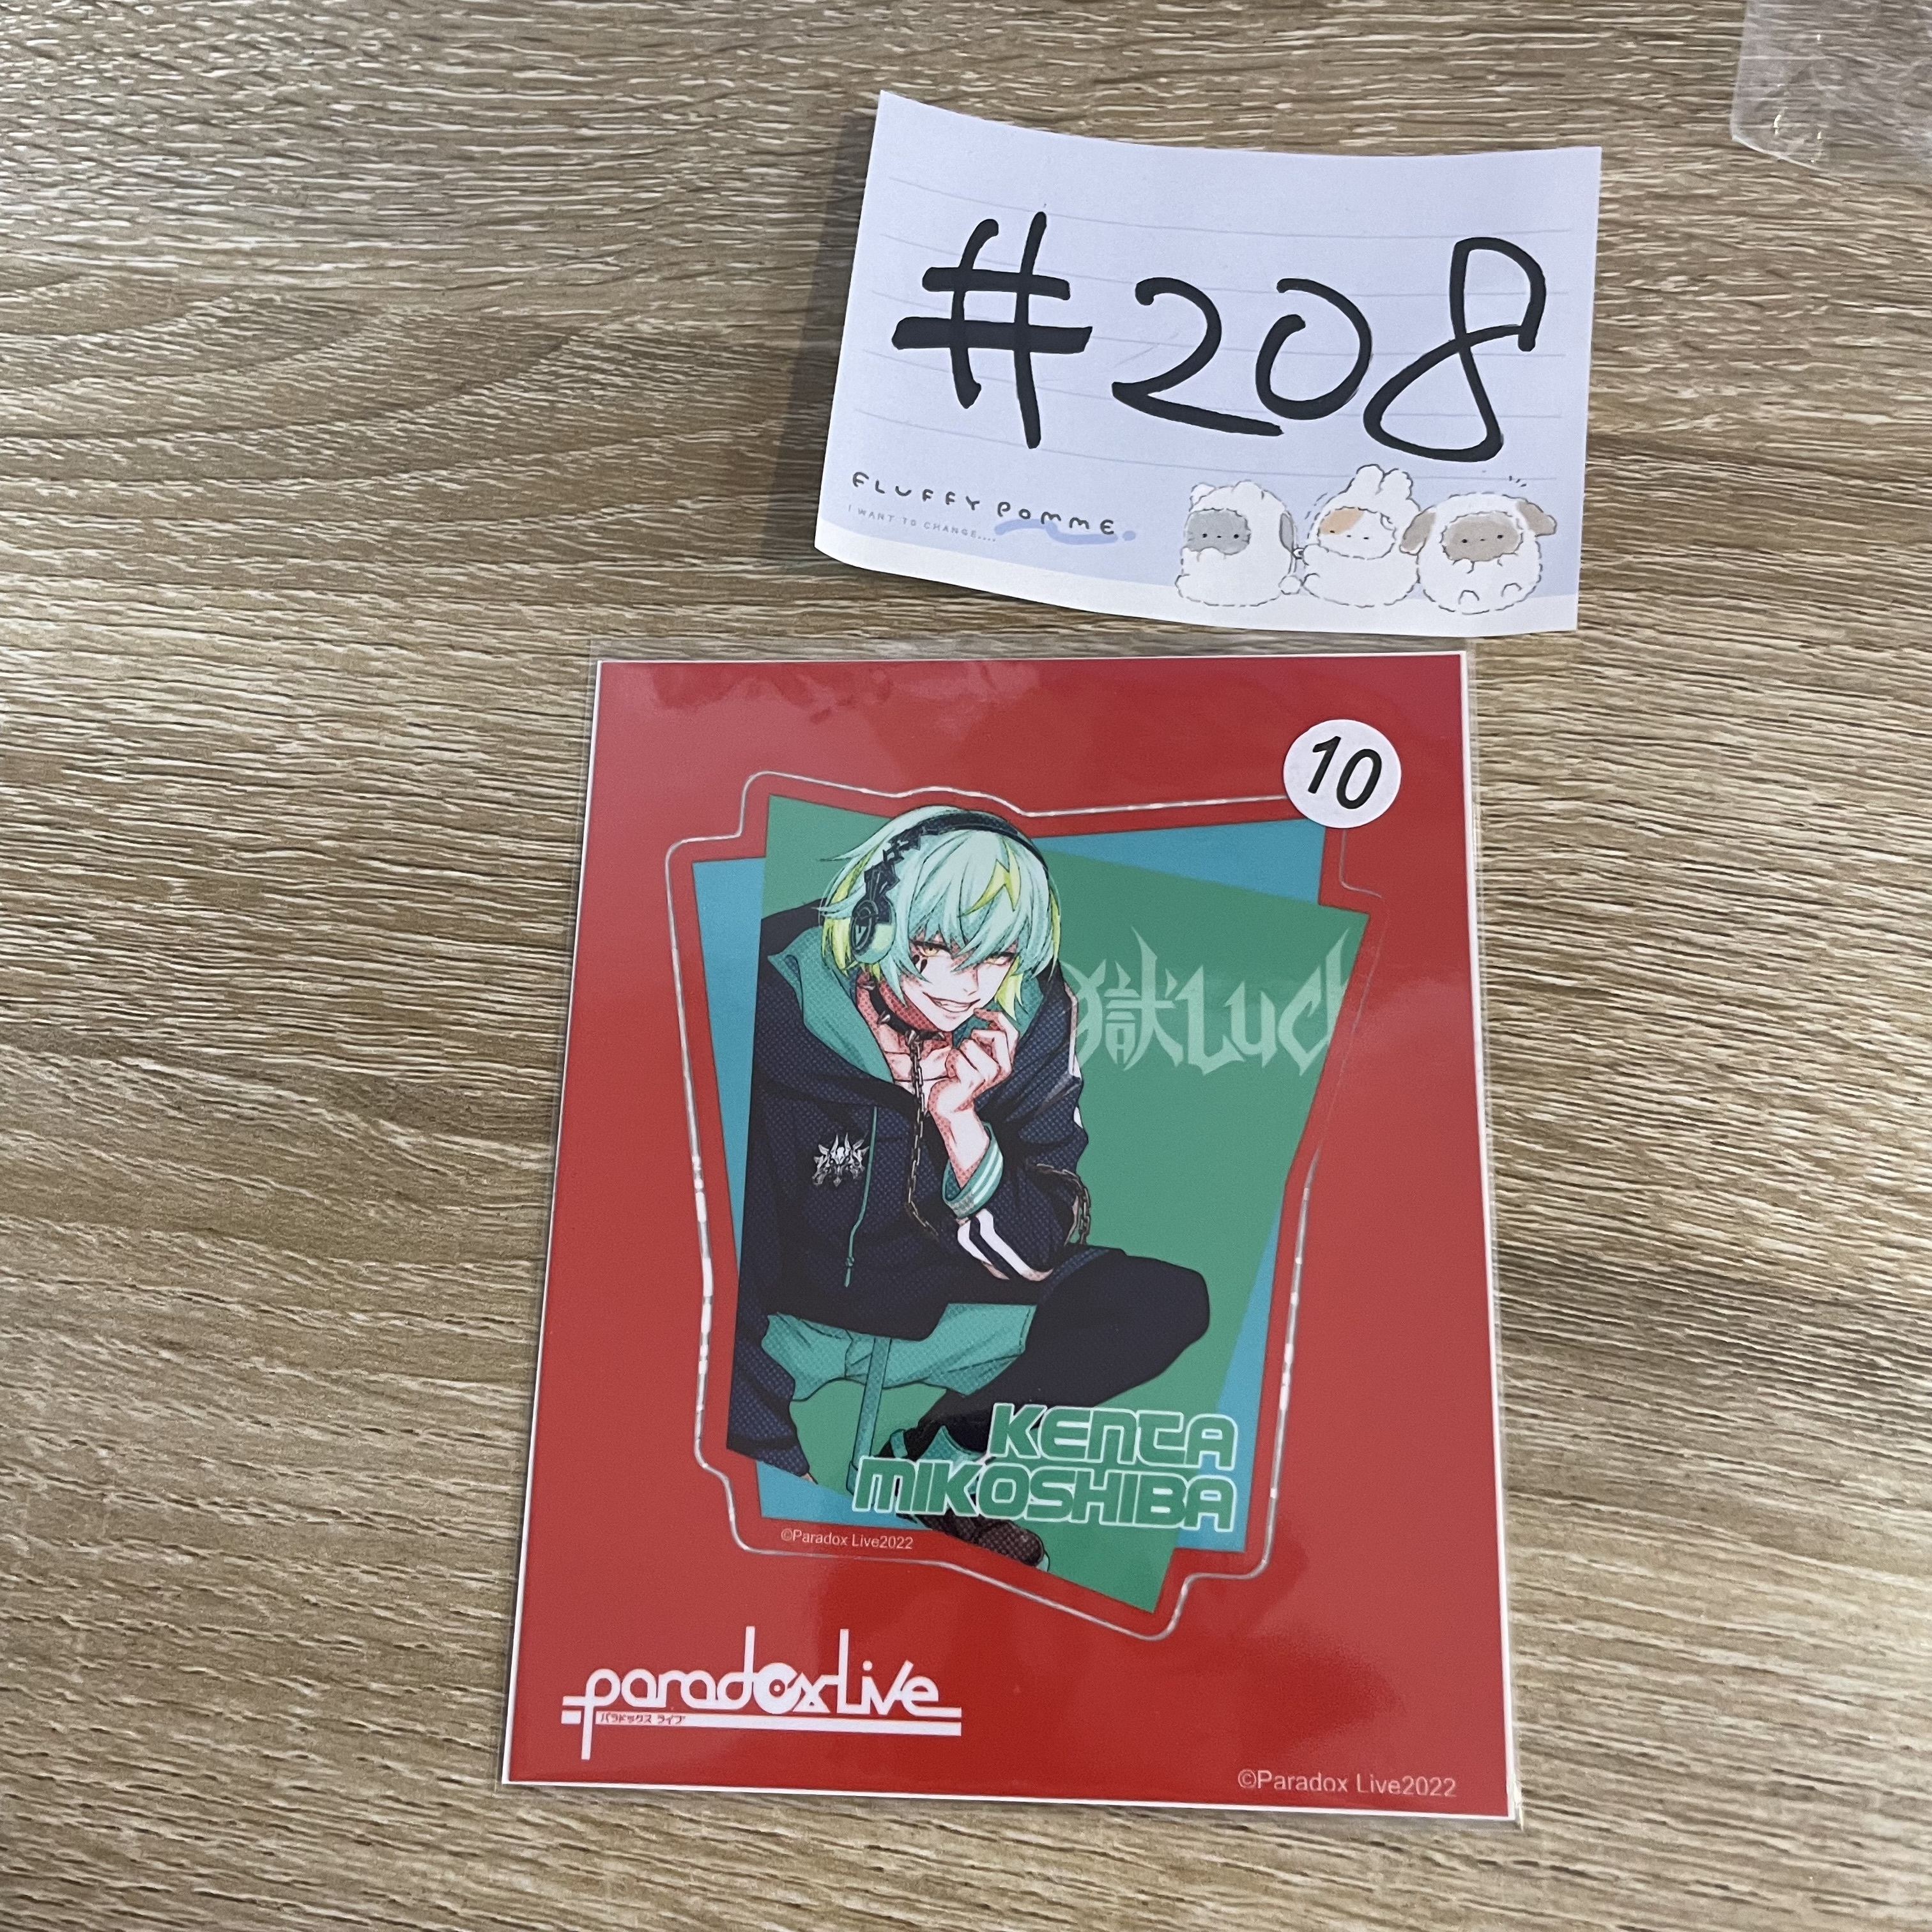 #208
FLUFFY POMME.
I WANT TO CHANGE....
10
獄Luc
KENTA
MIKOSHIBA
©Paradox Live2022
paradox Live
パラドックス ライブ
©Paradox Live2022